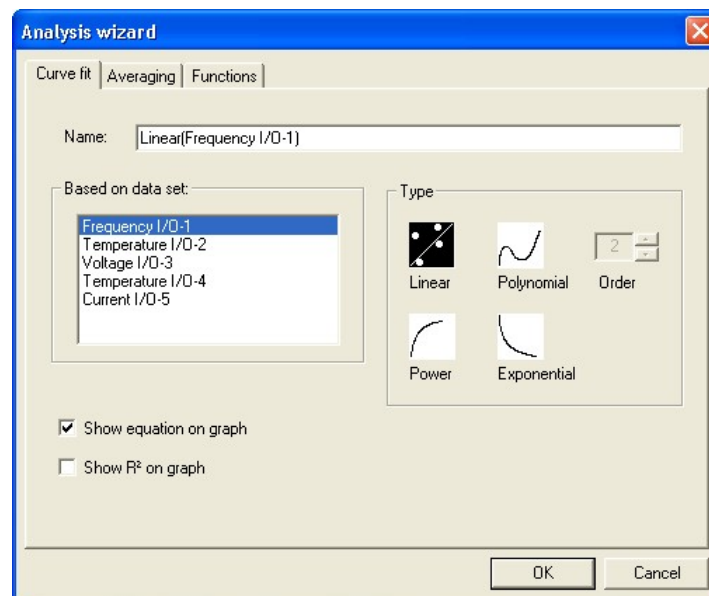 Analysis wizard
Curve fit Averaging Functions
Name: Linear(Frequency I/O-1)
Based on data set:
Frequency I/O-1
Temperature I/O-2
Voltage I/O-3
Temperature I/O-4
Current I/O-5
Type
2
Linear Polynomial Order
Power Exponential
Show equation on graph
Show R² on graph
OK Cancel